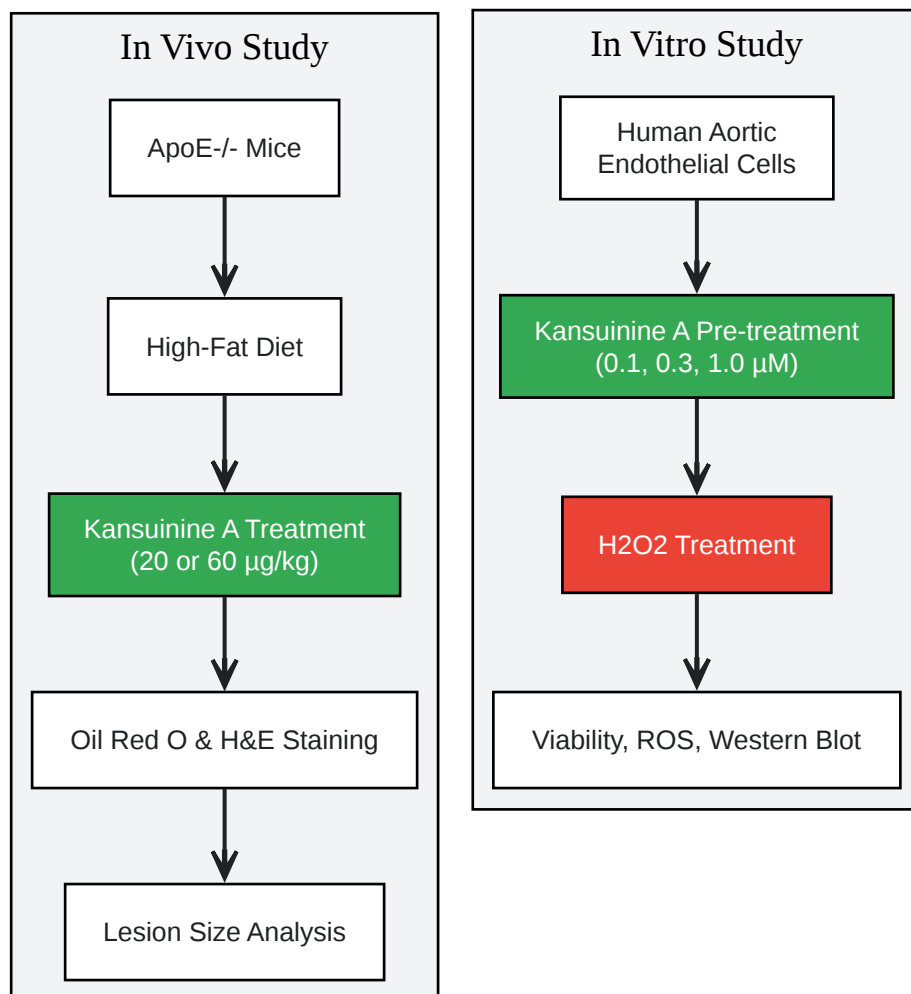 In Vivo Study
ApoE-/- Mice
High-Fat Diet
Kansuinine A Treatment
(20 or 60 µg/kg)
Oil Red O & H&E Staining
Lesion Size Analysis
In Vitro Study
Human Aortic
Endothelial Cells
Kansuinine A Pre-treatment
(0.1, 0.3, 1.0 µM)
H2O2 Treatment
Viability, ROS, Western Blot